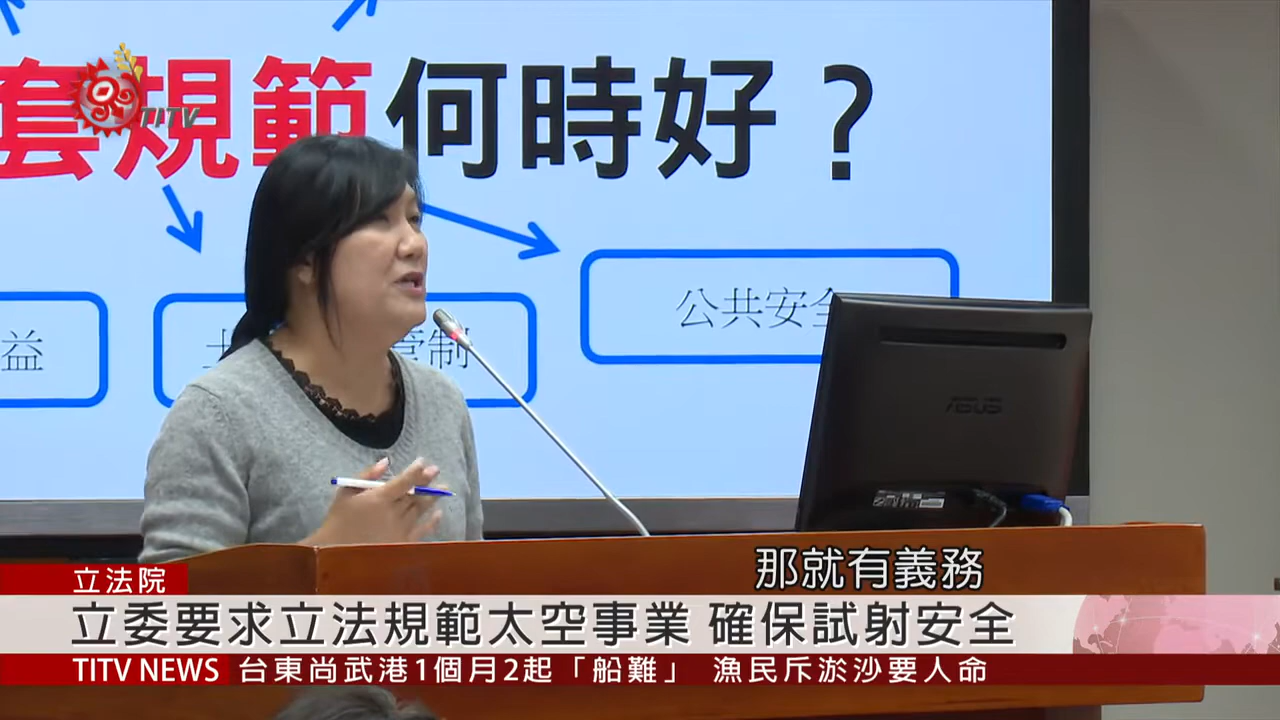 套規範何時好？
TITV
公共安全
益
管制
ASUS
那就有義務
立法院
立委要求立法規範太空事業 確保試射安全
TITV NEWS 台東尚武港1個月2起「船難」 漁民斥淤沙要人命